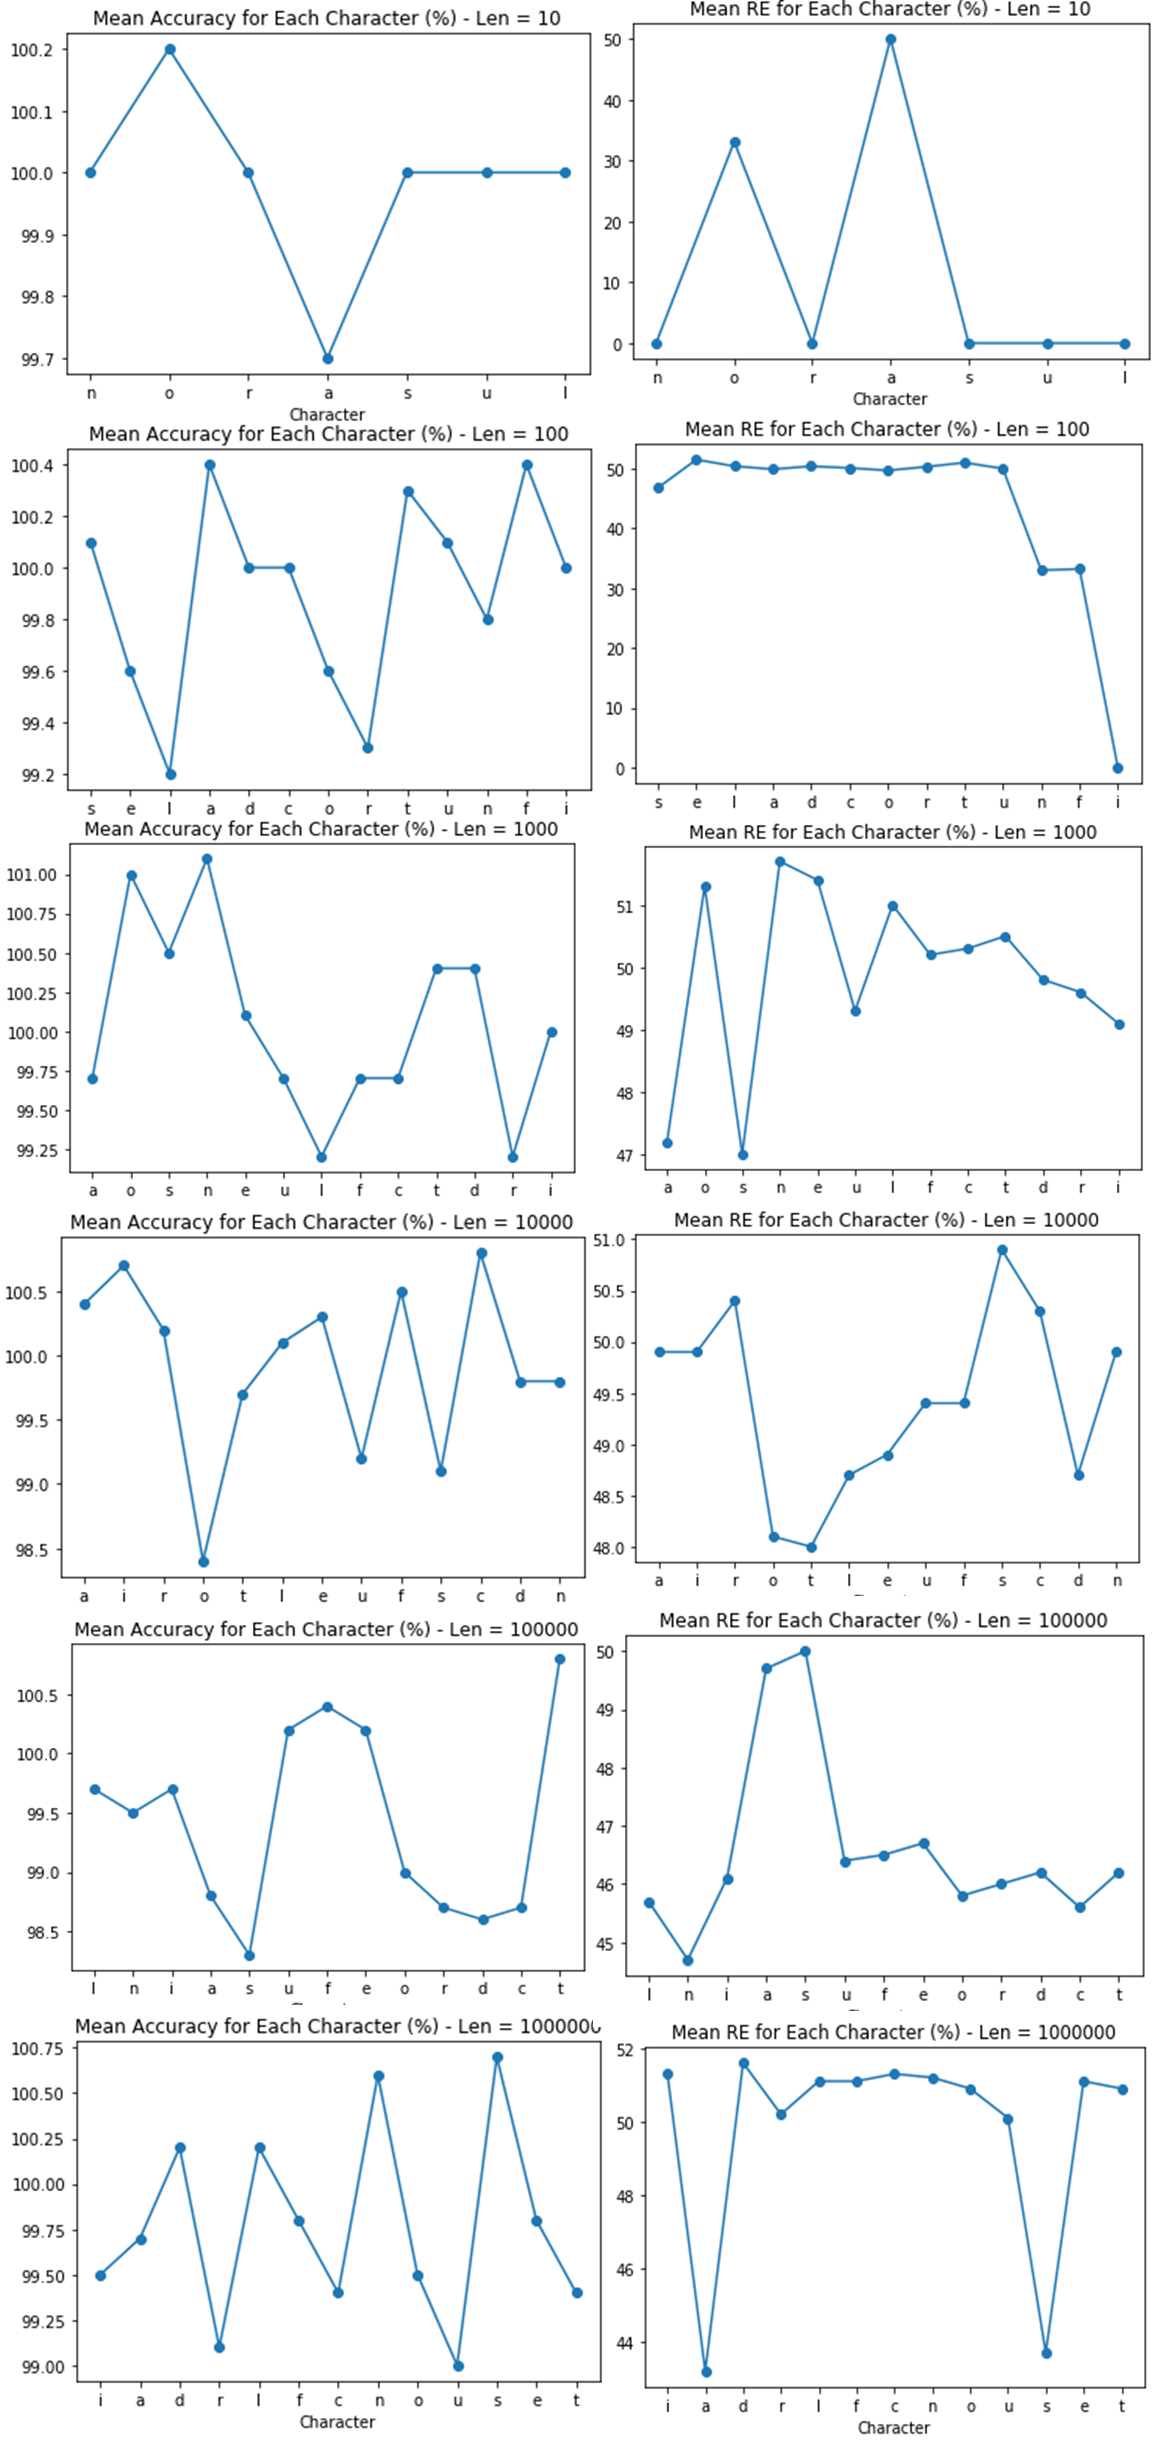 Mean Accuracy for Each Character (%) - Len = 10
100.2
100.1
100.0
99.9
99.8
99.7
n o r a s u l
Character
Mean RE for Each Character (%) - Len = 10
50
40
30
20
10
0
n o r a s u l
Character
Mean Accuracy for Each Character (%) - Len = 100
100.4
100.2
100.0
99.8
99.6
99.4
99.2
s e l a d c o r t u n f i
Mean RE for Each Character (%) - Len = 100
50
40
30
20
10
0
s e l a d c o r t u n f i
Mean Accuracy for Each Character (%) - Len = 1000
101.00
100.75
100.50
100.25
100.00
99.75
99.50
99.25
a o s n e u l f c t d r i
Mean RE for Each Character (%) - Len = 1000
51
50
49
48
47
a o s n e u l f c t d r i
Mean Accuracy for Each Character (%) - Len = 10000
100.5
100.0
99.5
99.0
98.5
a i r o t l e u f s c d n
Mean RE for Each Character (%) - Len = 10000
51.0
50.5
50.0
49.5
49.0
48.5
48.0
a i r o t l e u f s c d n
Mean Accuracy for Each Character (%) - Len = 100000
100.5
100.0
99.5
99.0
98.5
l n i a s u f e o r d c t
Mean RE for Each Character (%) - Len = 100000
50
49
48
47
46
45
l n i a s u f e o r d c t
Mean Accuracy for Each Character (%) - Len = 1000000
100.75
100.50
100.25
100.00
99.75
99.50
99.25
99.00
i a d r l f c n o u s e t
Character
Mean RE for Each Character (%) - Len = 1000000
52
50
48
46
44
i a d r l f c n o u s e t
Character